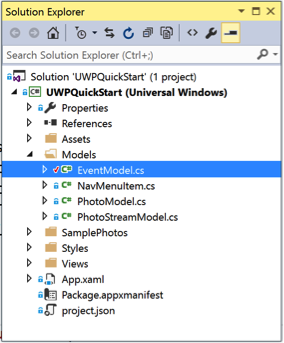 Solution Explorer
Search Solution Explorer (Ctrl+;)
Solution 'UWPQuickStart' (1 project)
C# UWPQuickStart (Universal Windows)
Properties
References
Assets
Models
C# EventModel.cs
C# NavMenuItem.cs
C# PhotoModel.cs
C# PhotoStreamModel.cs
SamplePhotos
Styles
Views
App.xaml
Package.appxmanifest
project.json